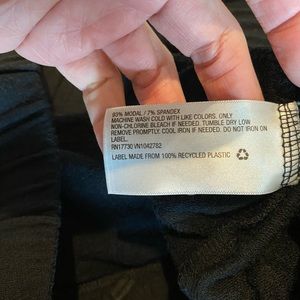 93% MODAL / 7% SPANDEX
MACHINE WASH COLD WITH LIKE COLORS. ONLY
NON-CHLORINE BLEACH IF NEEDED. TUMBLE DRY LOW
REMOVE PROMPTLY. COOL IRON IF NEEDED. DO NOT IRON ON
LABEL.
RN17730 VN1042782
LABEL MADE FROM 100% RECYCLED PLASTIC